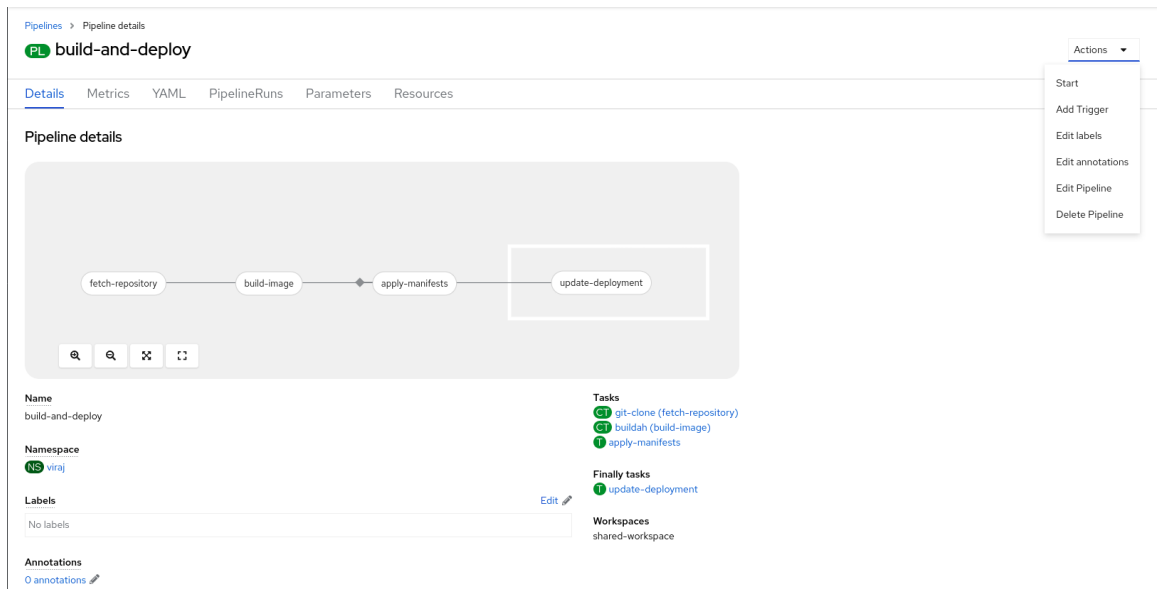 Pipelines > Pipeline details
PL build-and-deploy
Actions
Start
Add Trigger
Edit labels
Edit annotations
Edit Pipeline
Delete Pipeline
Details Metrics YAML PipelineRuns Parameters Resources
Pipeline details
fetch-repository build-image apply-manifests update-deployment
Name
build-and-deploy
Namespace
NS viraj
Labels
Edit
No labels
Annotations
0 annotations
Tasks
CT git-clone (fetch-repository)
CT buildah (build-image)
T apply-manifests
Finally tasks
T update-deployment
Workspaces
shared-workspace